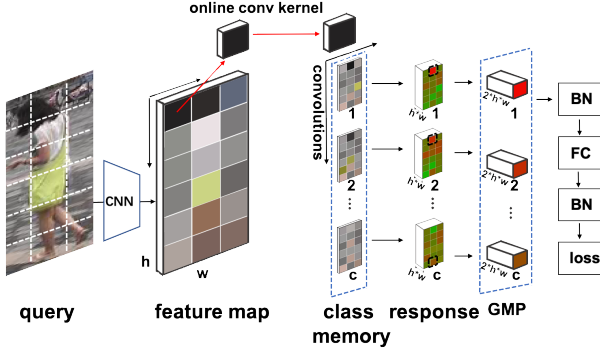 online conv kernel
convolutions
CNN
h
w
1
2
c
h*w
1
h*w
2
h*w
c
2*h*w
1
2*h*w
2
2*h*w
c
BN
FC
BN
loss
query
feature map
class
memory
response
GMP